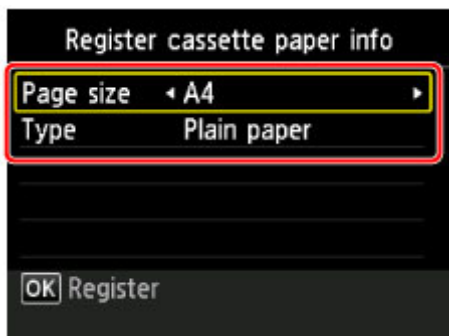 Register cassette paper info
Page size A4
Type Plain paper
OK Register